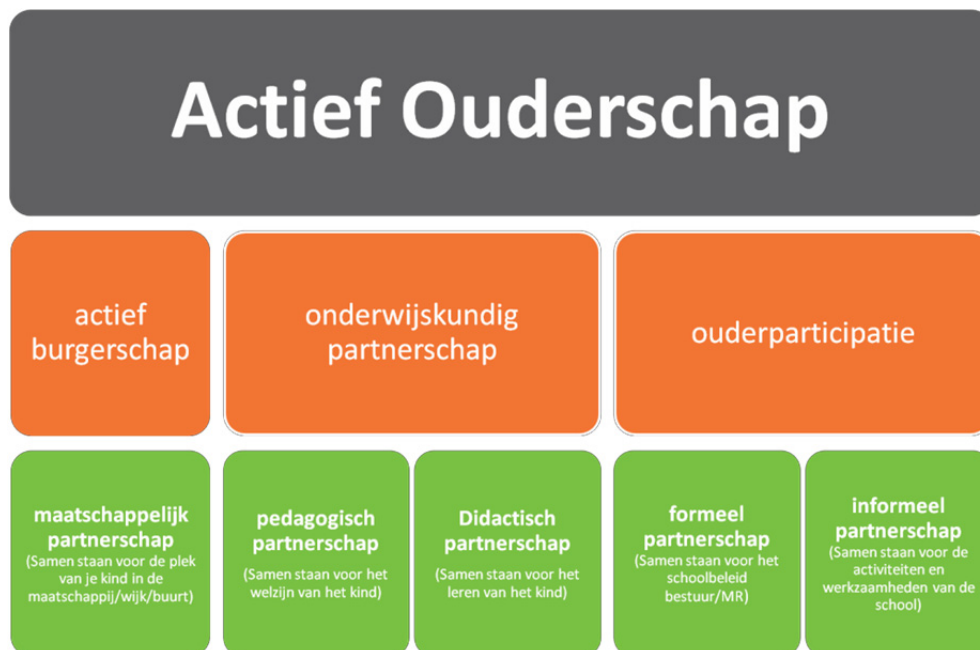 Actief Ouderschap
actief
burgerschap
onderwijskundig
partnerschap
ouderparticipatie
maatschappelijk
partnerschap
(Samen staan voor de plek
van je kind in de
maatschappij/wijk/buurt)
pedagogisch
partnerschap
(Samen staan voor het
welzijn van het kind)
Didactisch
partnerschap
(Samen staan voor het
leren van het kind)
formeel
partnerschap
(Samen staan voor het
schoolbeleid
bestuur/MR)
informeel
partnerschap
(Samen staan voor de
activiteiten en
werkzaamheden van de
school)